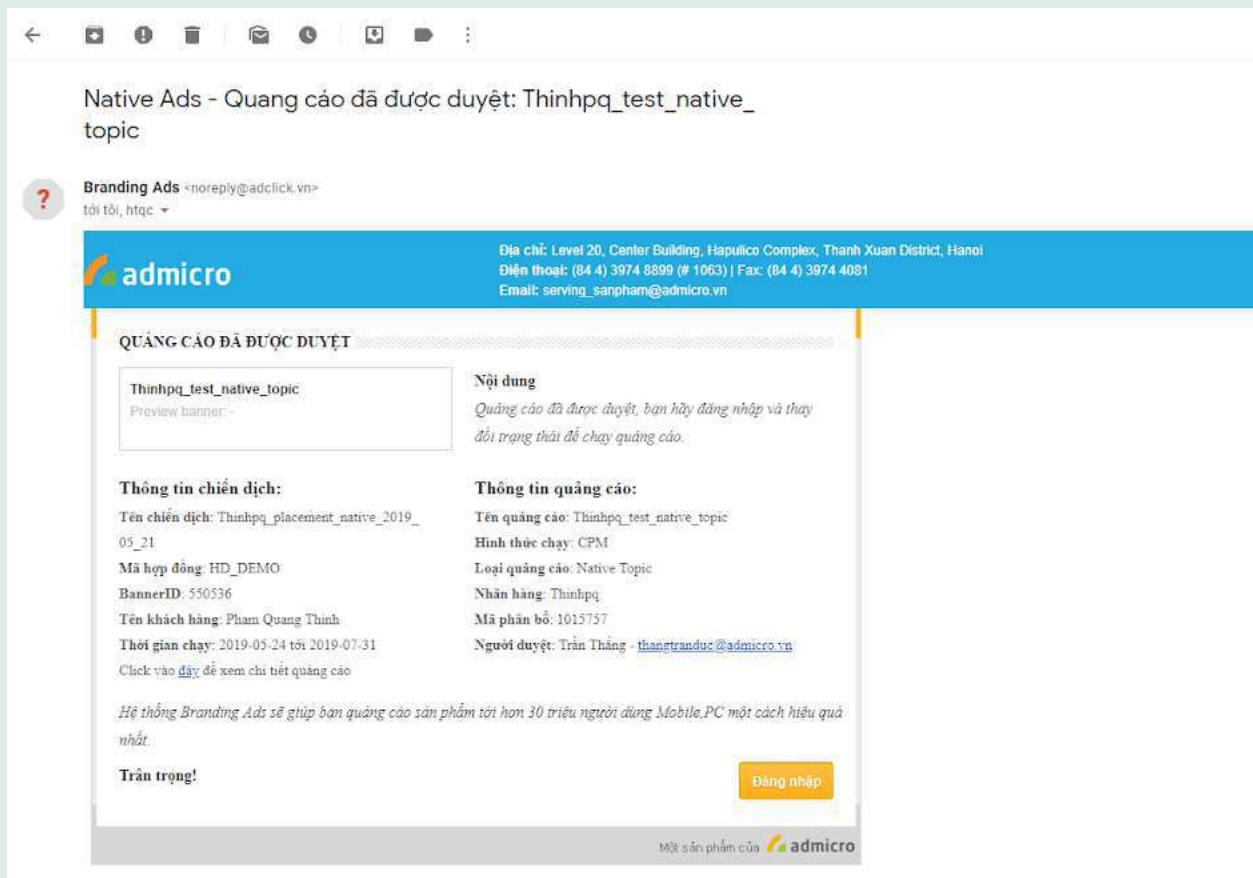 Native Ads - Quang cáo đã được duyệt: Thinhpq_test_native_
topic
?
Branding Ads <noreply@adclick.vn>
tới tôi, htqc
admicro
Địa chỉ: Level 20, Center Building, Hapulico Complex, Thanh Xuan District, Hanoi
Điện thoại: (84 4) 3974 8899 (# 1063) | Fax: (84 4) 3974 4081
Email: serving_sanpham@admicro.vn
QUẢNG CÁO ĐÃ ĐƯỢC DUYỆT
Thinhpq_test_native_topic
Preview banner: -
Nội dung
Quảng cáo đã được duyệt, bạn hãy đăng nhập và thay
đổi trạng thái để chạy quảng cáo.
Thông tin chiến dịch:
Tên chiến dịch: Thinhpq_placement_native_2019_
05_21
Mã hợp đồng: HD_DEMO
BannerID: 550536
Tên khách hàng: Pham Quang Thinh
Thời gian chạy: 2019-05-24 tới 2019-07-31
Click vào đây để xem chi tiết quảng cáo
Thông tin quảng cáo:
Tên quảng cáo: Thinhpq_test_native_topic
Hình thức chạy: CPM
Loại quảng cáo: Native Topic
Nhãn hàng: Thinhpq
Mã phân bổ: 1015757
Người duyệt: Trần Thắng - thangtranduc@admicro.vn
Hệ thống Branding Ads sẽ giúp bạn quảng cáo sản phẩm tới hơn 30 triệu người dùng Mobile,PC một cách hiệu quả
nhất.
Trân trọng!
Đăng nhập
Một sản phẩm của admicro